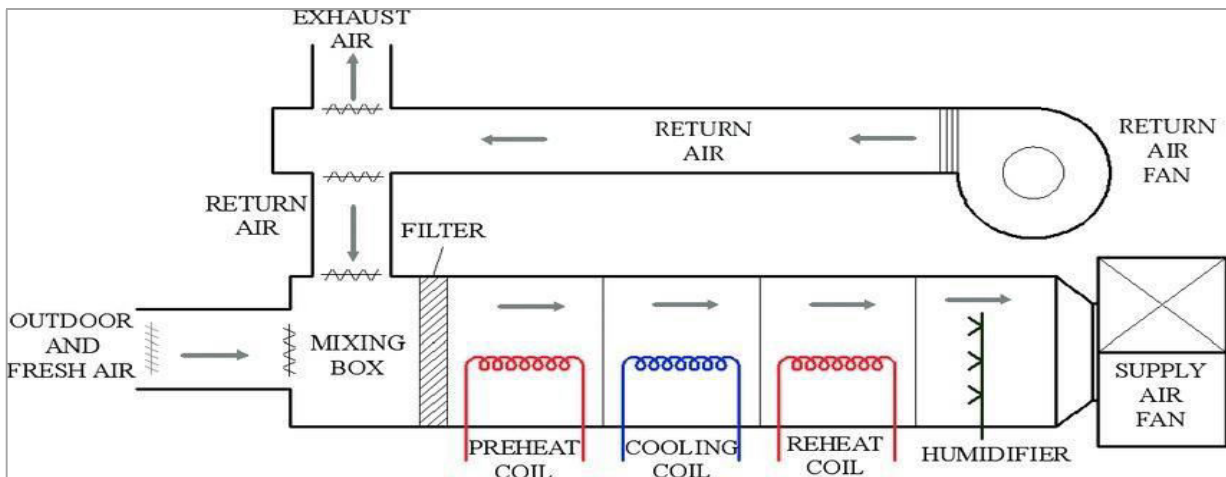 EXHAUST
AIR
RETURN
AIR
RETURN
AIR
FAN
RETURN
AIR
FILTER
OUTDOOR
AND
FRESH AIR
MIXING
BOX
SUPPLY
AIR
FAN
PREHEAT
COIL
COOLING
COIL
REHEAT
COIL
HUMIDIFIER